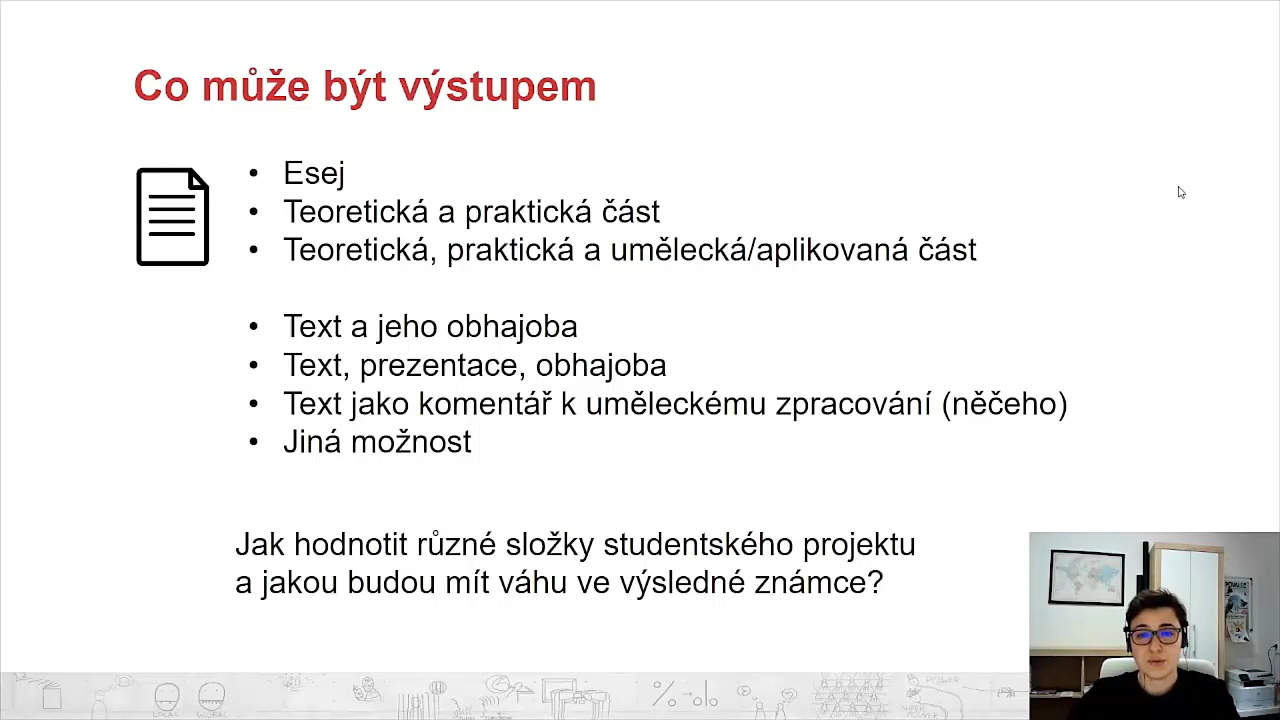 Co může být výstupem
• Esej
• Teoretická a praktická část
• Teoretická, praktická a umělecká/aplikovaná část
• Text a jeho obhajoba
• Text, prezentace, obhajoba
• Text jako komentář k uměleckému zpracování (něčeho)
• Jiná možnost
Jak hodnotit různé složky studentského projektu
a jakou budou mít váhu ve výsledné známce?